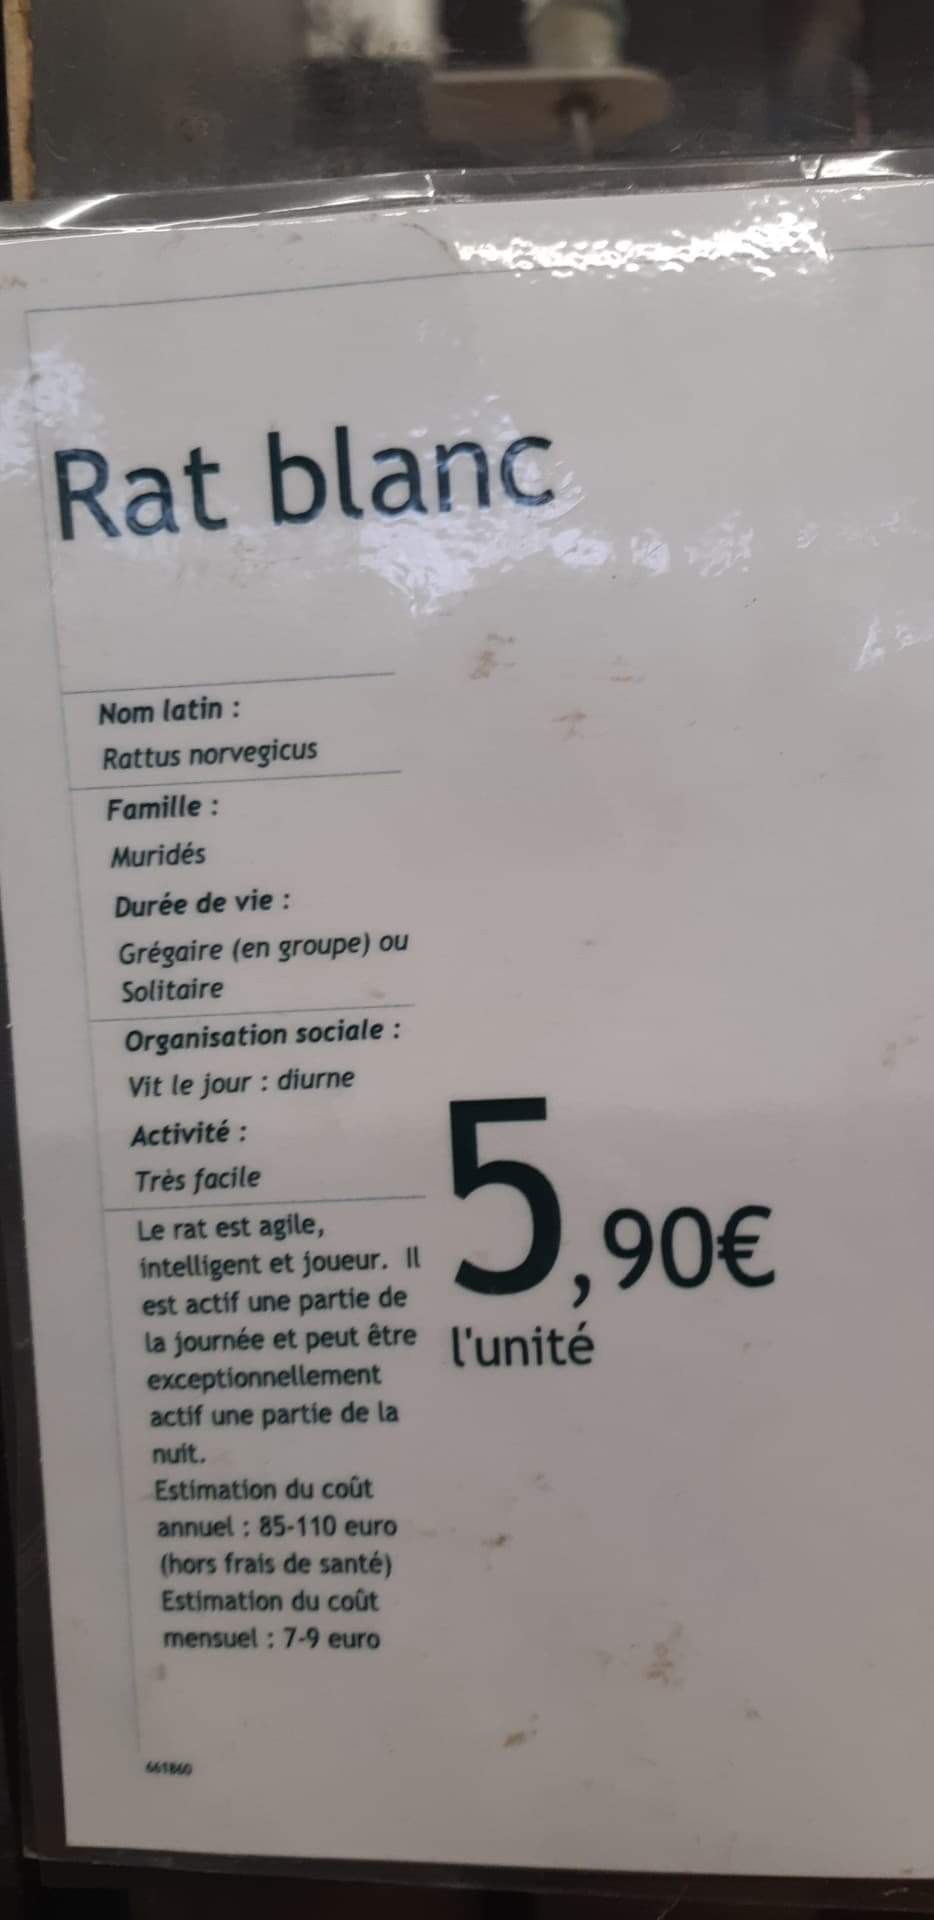 Rat blanc
Nom latin :
Rattus norvegicus
Famille :
Muridés
Durée de vie :
Grégaire (en groupe) ou
Solitaire
Organisation sociale :
Vit le jour : diurne
Activité :
Très facile
Le rat est agile,
intelligent et joueur. Il
est actif une partie de
la journée et peut être
exceptionnellement
actif une partie de la
nuit.
Estimation du coût
annuel : 85-110 euro
(hors frais de santé)
Estimation du coût
mensuel : 7-9 euro
5,90€
l'unité
661860